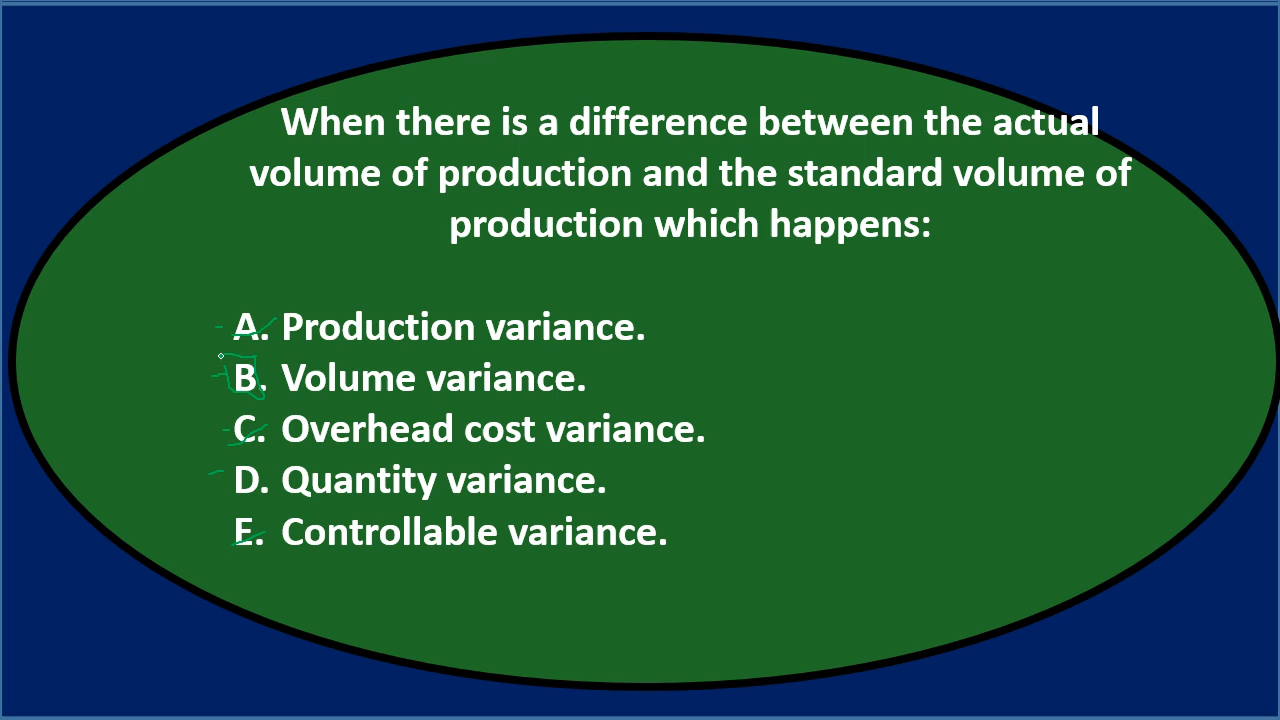 When there is a difference between the actual
volume of production and the standard volume of
production which happens:
A. Production variance.
B. Volume variance.
C. Overhead cost variance.
D. Quantity variance.
E. Controllable variance.